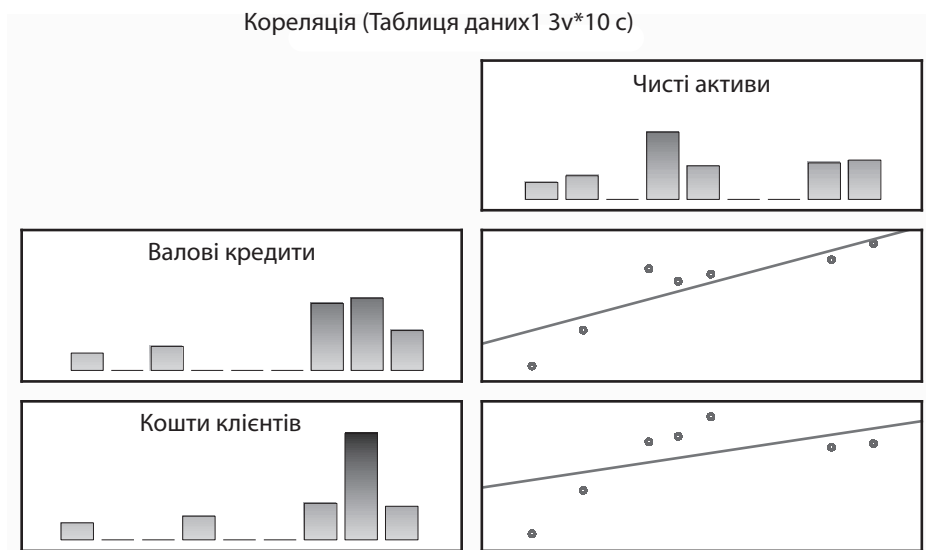 Кореляція (Таблиця даних1 3v*10 c)
Чисті активи
Валові кредити
Кошти клієнтів